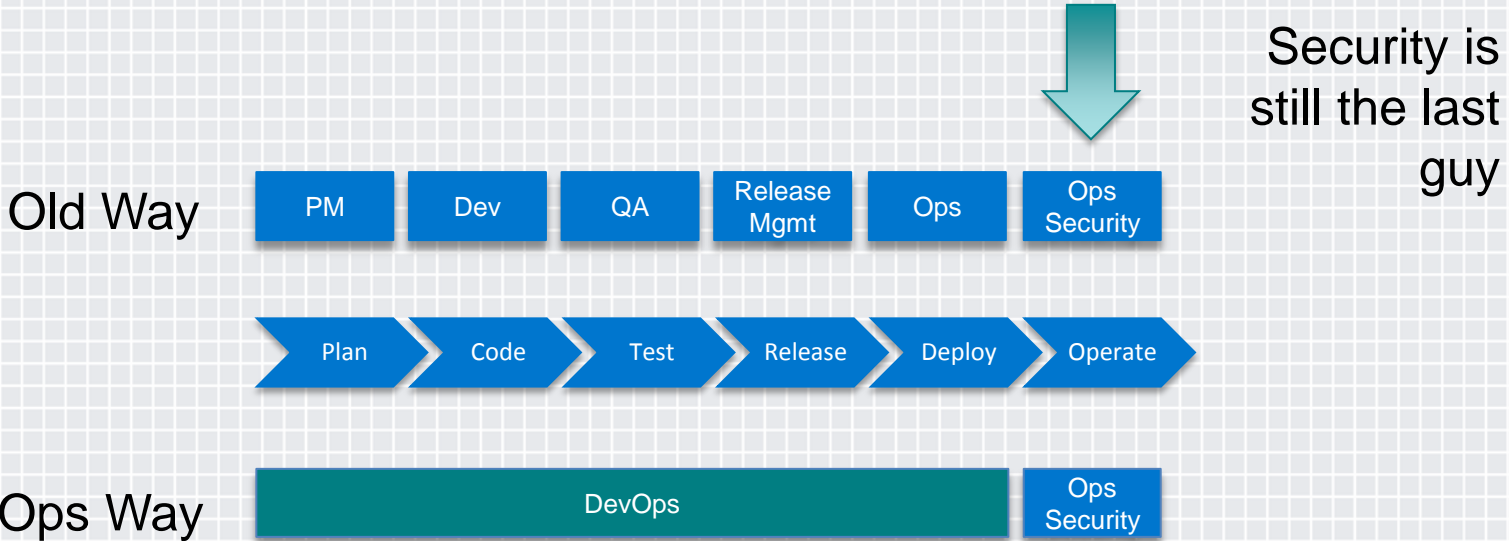 Security is
still the last
guy
Old Way
PM
Dev
QA
Release
Mgmt
Ops
Ops
Security
Plan
Code
Test
Release
Deploy
Operate
Ops Way
DevOps
Ops
Security